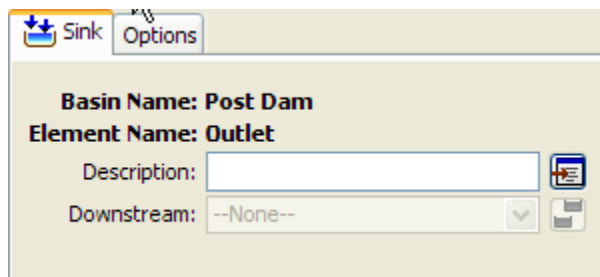 Sink Options
Basin Name: Post Dam
Element Name: Outlet
Description:
Downstream: --None--